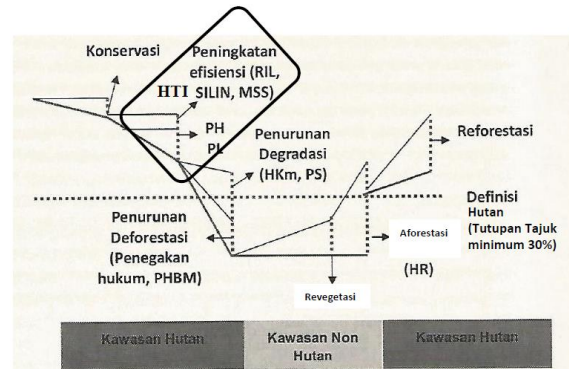 Konservasi
Peningkatan
efisiensi (RIL,
HTI SILIN, MSS)
PH
PL
Penurunan
Degradasi
(HKm, PS)
Reforestasi
Definisi
Hutan
(Tutupan Tajuk
minimum 30%)
Penurunan
Deforestasi
(Penegakan
hukum, PHBM)
Aforestasi
(HR)
Revegetasi
Kawasan Hutan
Kawasan Non
Hutan
Kawasan Hutan